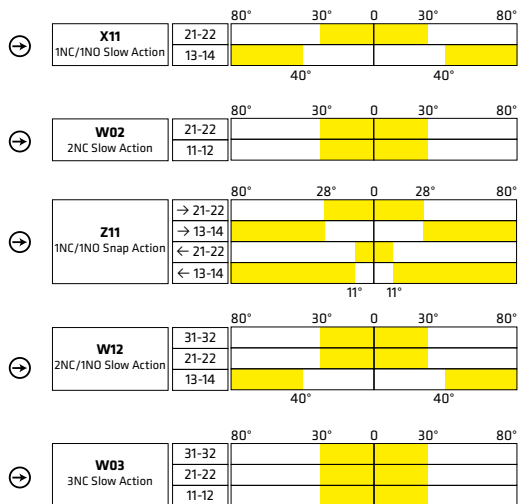 80° 30° 0 30° 80°
X11 21-22
1NC/1NO Slow Action 13-14
40° 40°
80° 30° 0 30° 80°
W02 21-22
2NC Slow Action 11-12
80° 28° 0 28° 80°
→ 21-22
Z11 → 13-14
1NC/1NO Snap Action ← 21-22
← 13-14
11° 11°
80° 30° 0 30° 80°
31-32
W12 21-22
2NC/1NO Slow Action 13-14
40° 40°
80° 30° 0 30° 80°
31-32
W03 21-22
3NC Slow Action 11-12